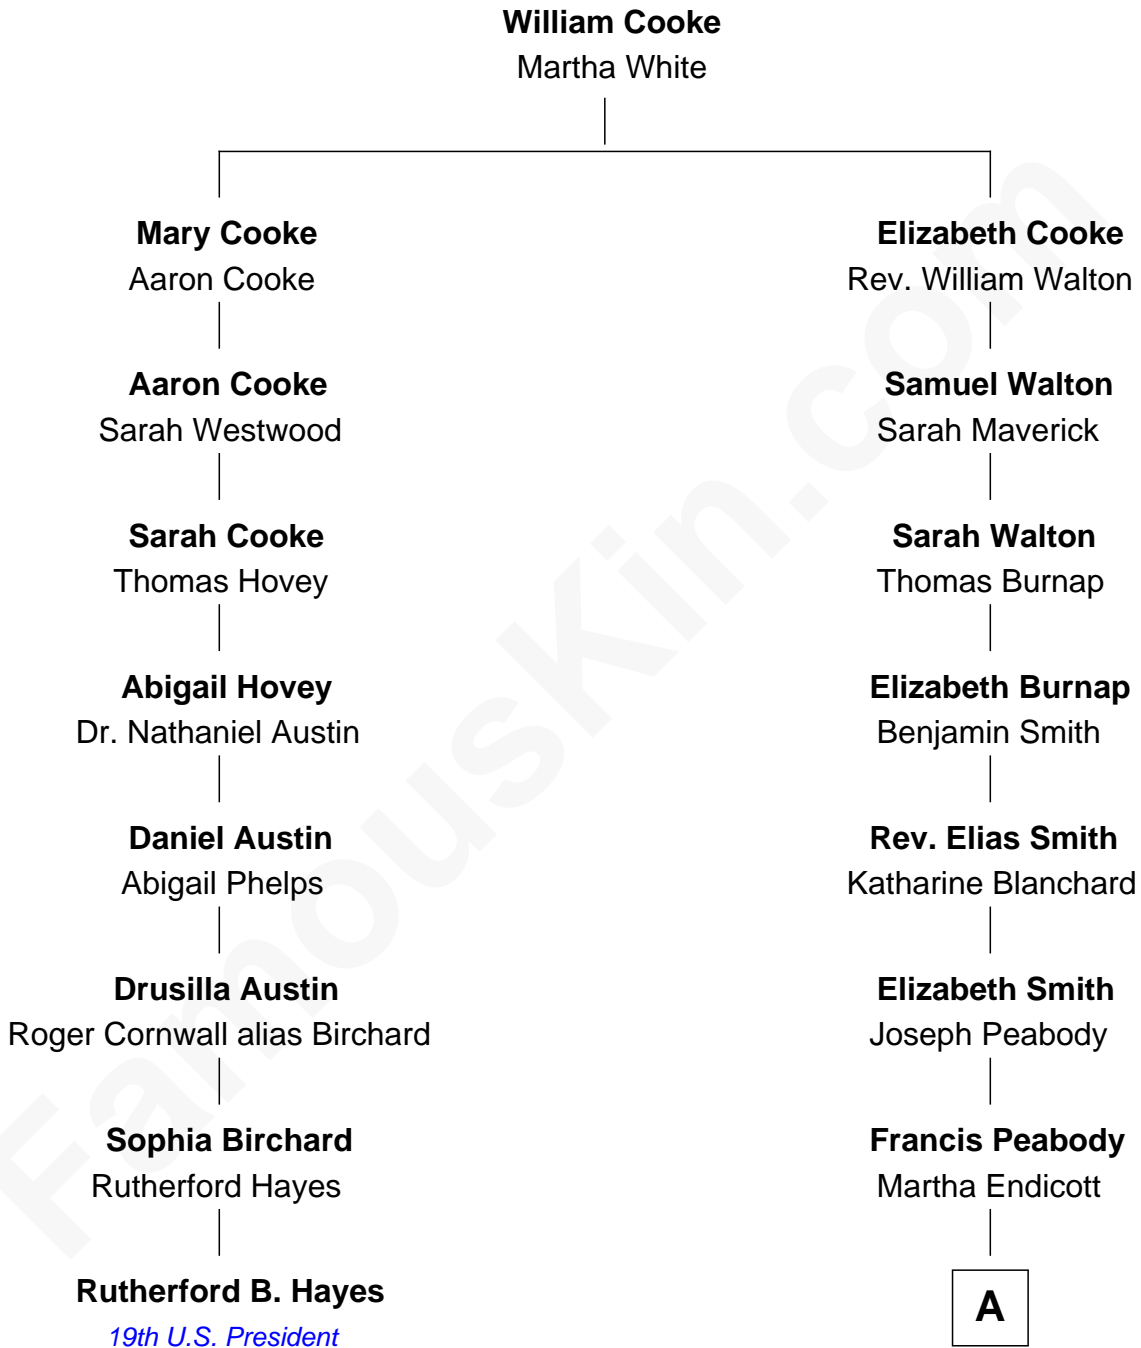 William Cooke
Martha White
Mary Cooke
Aaron Cooke
Elizabeth Cooke
Rev. William Walton
Aaron Cooke
Sarah Westwood
Samuel Walton
Sarah Maverick
Sarah Cooke
Thomas Hovey
Sarah Walton
Thomas Burnap
Abigail Hovey
Dr. Nathaniel Austin
Elizabeth Burnap
Benjamin Smith
Daniel Austin
Abigail Phelps
Rev. Elias Smith
Katharine Blanchard
Drusilla Austin
Roger Cornwall alias Birchard
Elizabeth Smith
Joseph Peabody
Sophia Birchard
Rutherford Hayes
Francis Peabody
Martha Endicott
Rutherford B. Hayes
19th U.S. President
A
FamousKin.com